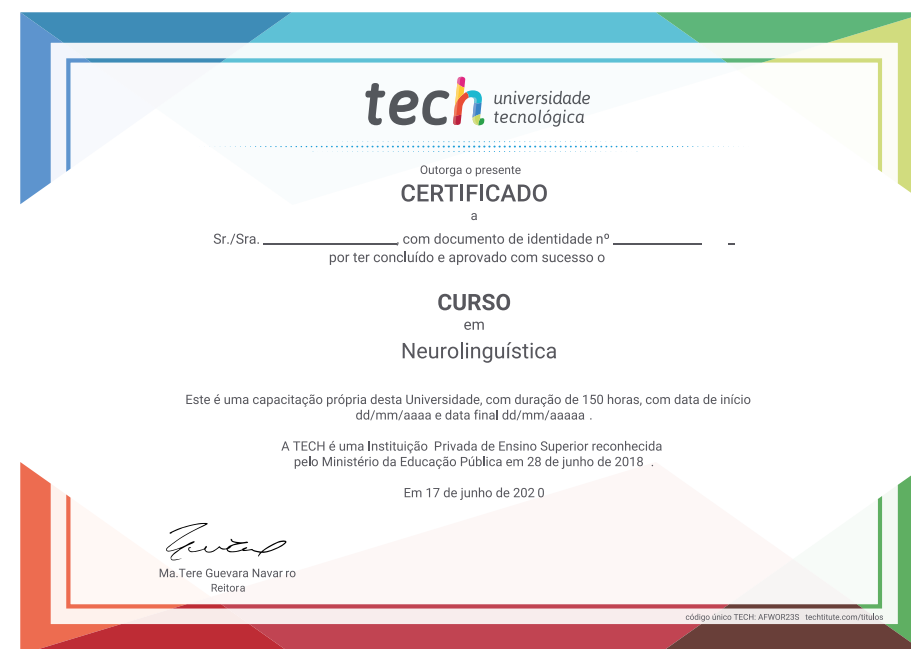 tech universidade
tecnológica
Outorga o presente
CERTIFICADO
a
Sr./Sra. ________________, com documento de identidade nº ___________ _
por ter concluído e aprovado com sucesso o
CURSO
em
Neurolinguística
Este é uma capacitação própria desta Universidade, com duração de 150 horas, com data de início
dd/mm/aaaa e data final dd/mm/aaaaa .
A TECH é uma Instituição Privada de Ensino Superior reconhecida
pelo Ministério da Educação Pública em 28 de junho de 2018 .
Em 17 de junho de 202 0
Ma.Tere Guevara Navar ro
Reitora
código único TECH: AFWOR23S techtitute.com/titulos